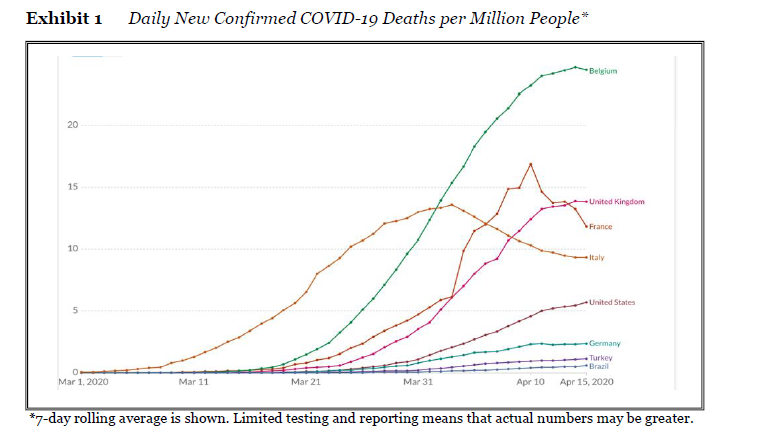 Exhibit 1 Daily New Confirmed COVID-19 Deaths per Million People*
Belgium
20
15
United Kingdom
France
10
Italy
5
United States
Germany
Turkey
Brazil
0
Mar 1, 2020 Mar 11 Mar 21 Mar 31 Apr 10 Apr 15, 2020
*7-day rolling average is shown. Limited testing and reporting means that actual numbers may be greater.